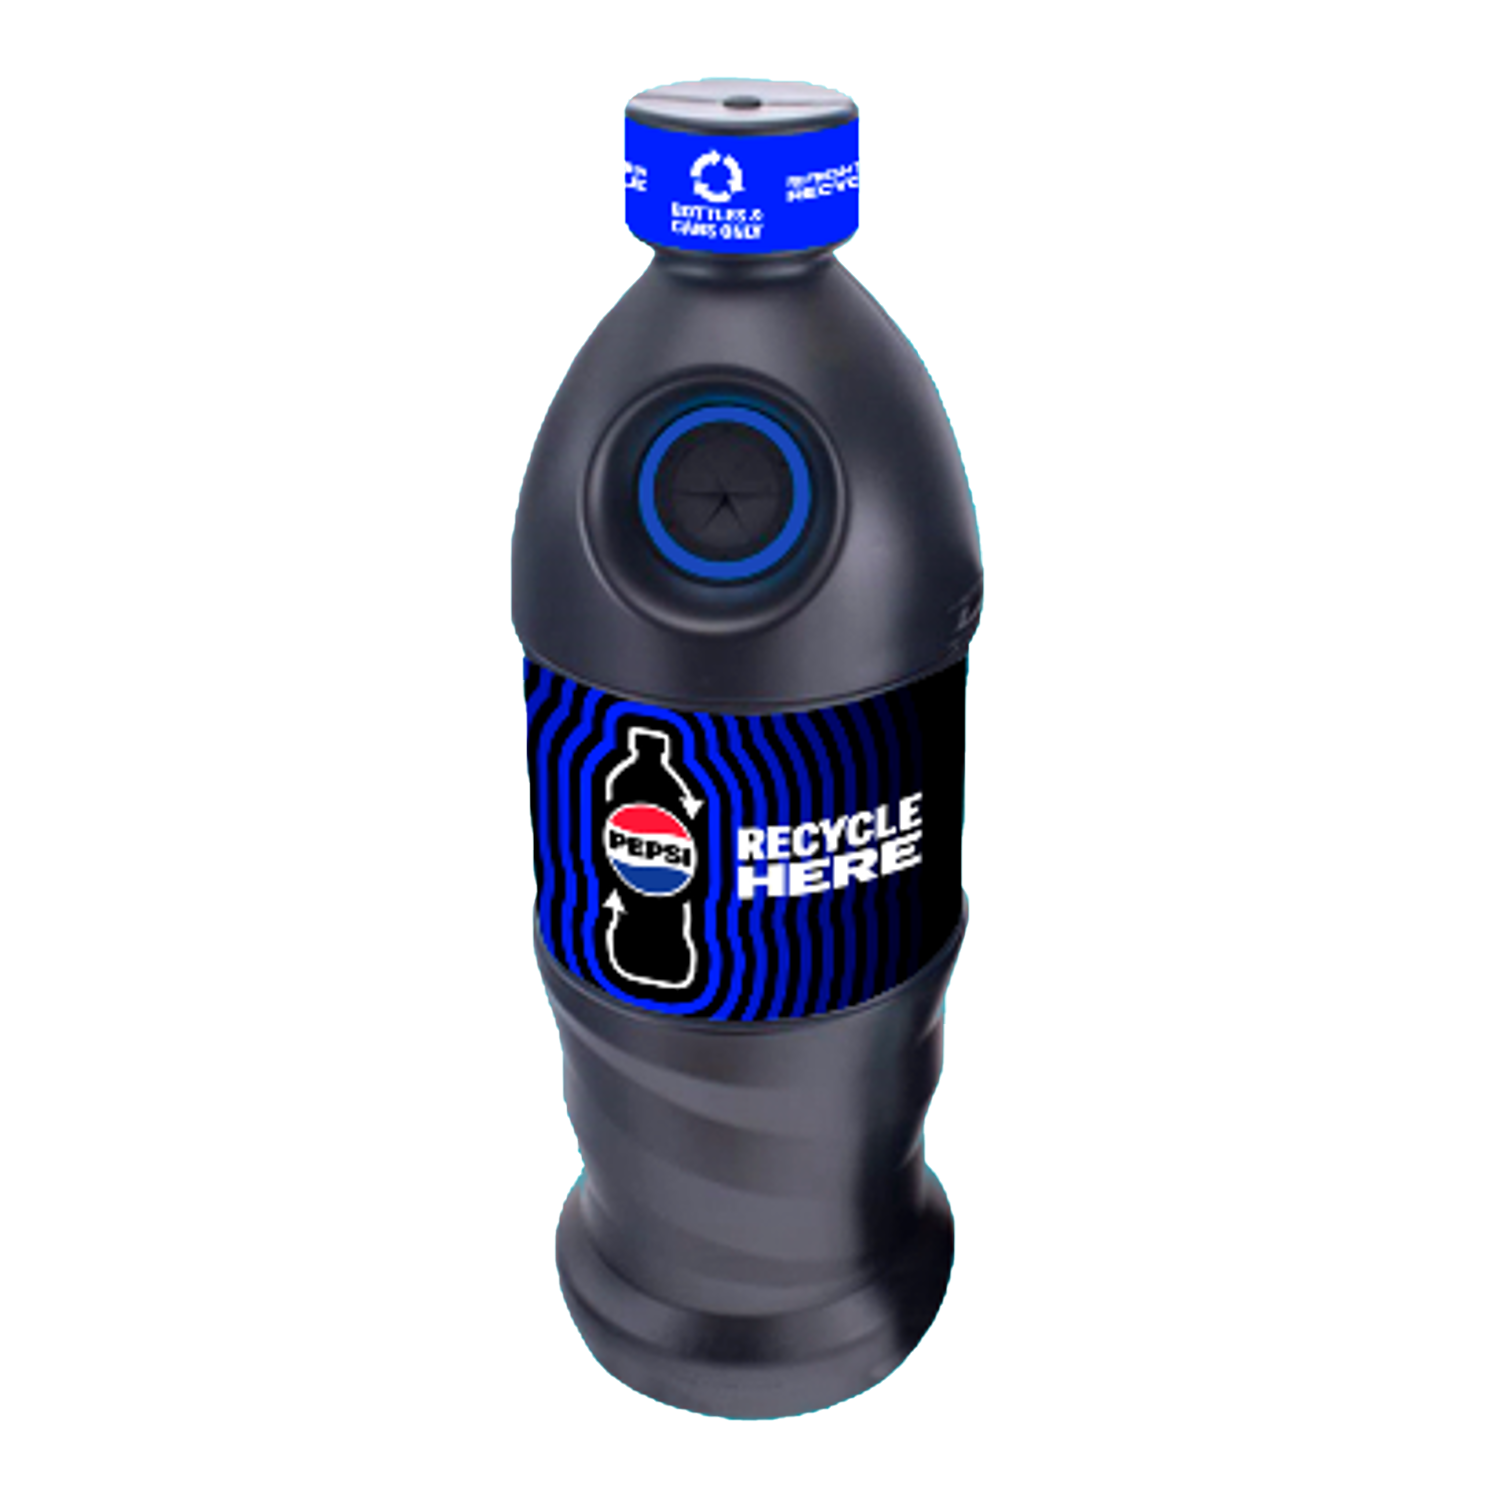 BOTTLES &
CANS ONLY
PEPSI
RECYCLE
HERE